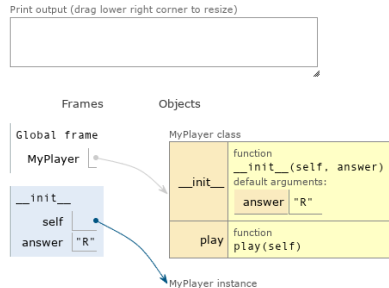 Print output (drag lower right corner to resize)
Frames Objects
Global frame
MyPlayer
MyPlayer class
__init__
function
__init__(self, answer)
default arguments:
answer "R"
play
function
play(self)
__init__
self
answer "R"
MyPlayer instance